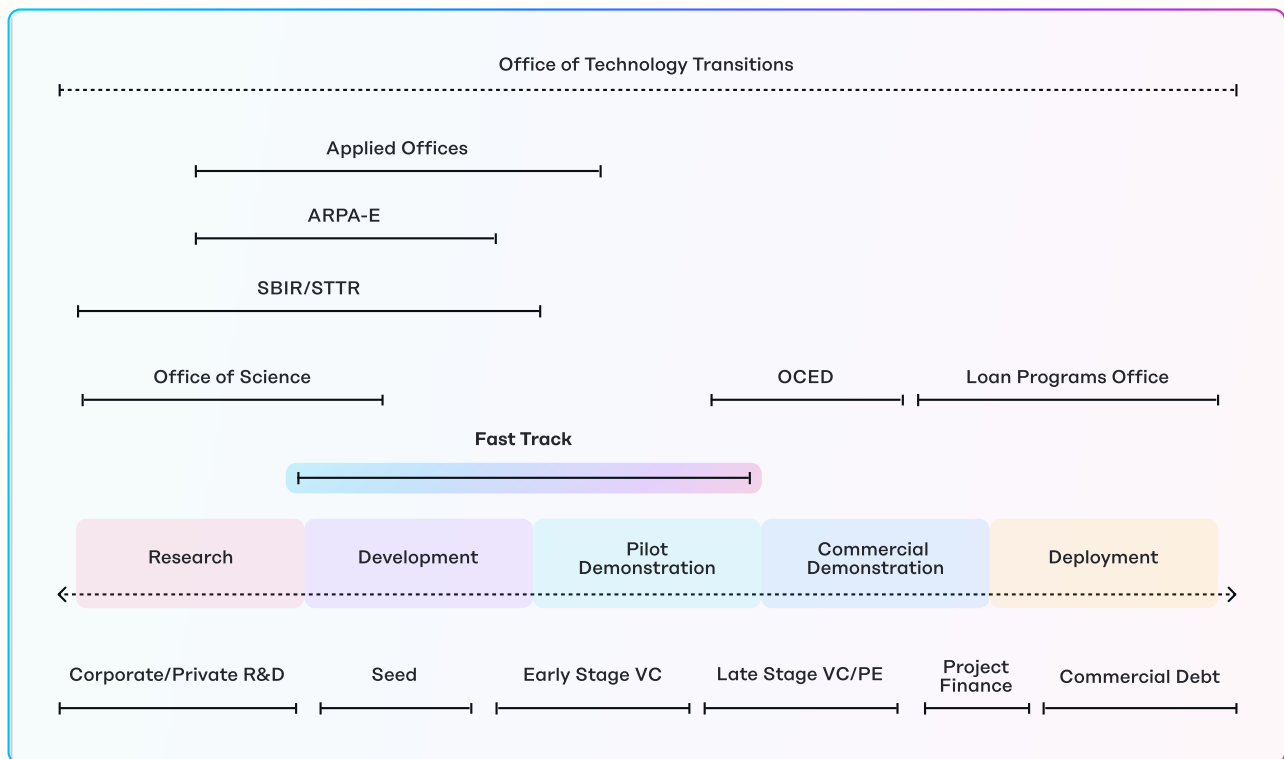 Office of Technology Transitions
Applied Offices
ARPA-E
SBIR/STTR
Office of Science
OCED
Loan Programs Office
Fast Track
Research
Development
Pilot
Demonstration
Commercial
Demonstration
Deployment
Corporate/Private R&D
Seed
Early Stage VC
Late Stage VC/PE
Project
Finance
Commercial Debt